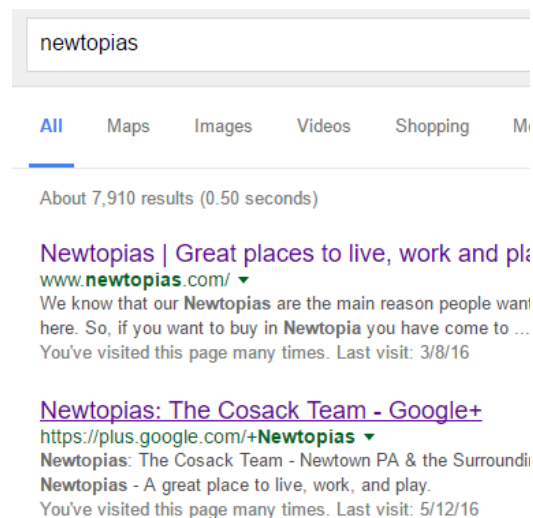 newtopias
All Maps Images Videos Shopping
About 7,910 results (0.50 seconds)
Newtopias | Great places to live, work and
www.newtopias.com/
We know that our Newtopias are the main reason people
here. So, if you want to buy in Newtopia you have come to ...
You've visited this page many times. Last visit: 3/8/16
Newtopias: The Cosack Team - Google+
https://plus.google.com/+Newtopias
Newtopias: The Cosack Team - Newtown PA & the
Newtopias - A great place to live, work, and play.
You've visited this page many times. Last visit: 5/12/16